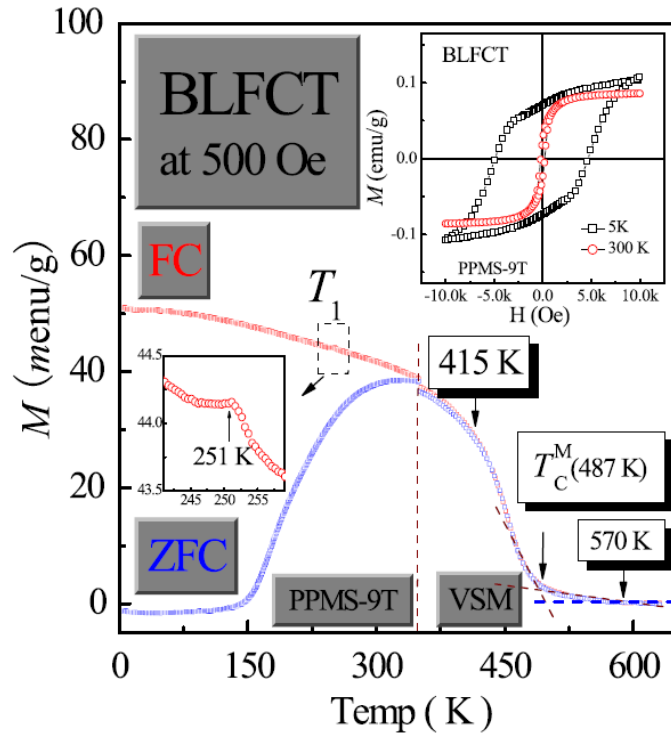 100
80
60
40
20
0
M (menu/g)
BLFCT
at 500 Oe
FC
ZFC
T1
BLFCT
0.1
0.0
-0.1
M (emu/g)
5K
300 K
PPMS-9T
-10.0k -5.0k 0.0 5.0k 10.0k
H (Oe)
44.5
44.0
43.5
251 K
245 250 255
415 K
T_C^M(487 K)
570 K
PPMS-9T
VSM
0 150 300 450 600
Temp ( K )